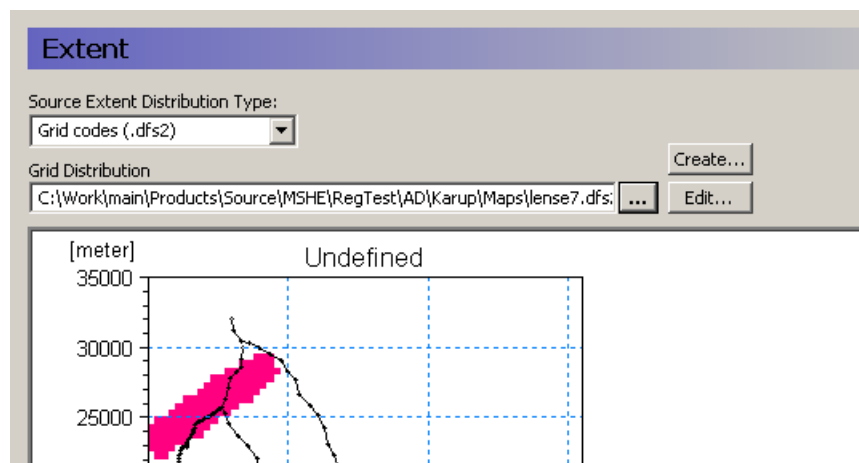 Extent
Source Extent Distribution Type:
Grid codes (.dfs2)
Create...
Grid Distribution
C:\Work\main\Products\Source\MSHE\RegTest\AD\Karup\Maps\lense7.dfs
...
Edit...
[meter]
Undefined
35000
30000
25000